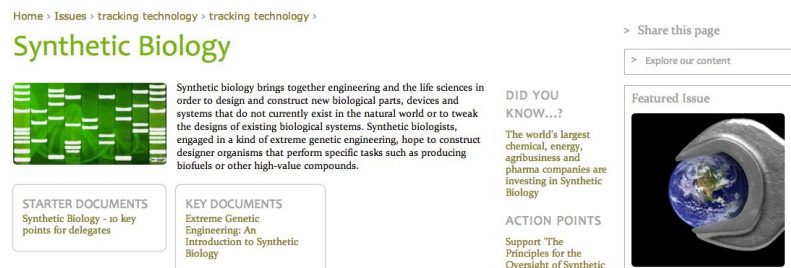 Home > Issues > tracking technology > tracking technology >
Synthetic Biology
Synthetic biology brings together engineering and the life sciences in
order to design and construct new biological parts, devices and
systems that do not currently exist in the natural world or to tweak
the designs of existing biological systems. Synthetic biologists,
engaged in a kind of extreme genetic engineering, hope to construct
designer organisms that perform specific tasks such as producing
biofuels or other high-value compounds.
STARTER DOCUMENTS
Synthetic Biology - 10 key
points for delegates
KEY DOCUMENTS
Extreme Genetic
Engineering: An
Introduction to Synthetic
Biology
DID YOU
KNOW...?
The world's largest
chemical, energy,
agribusiness and
pharma companies are
investing in Synthetic
Biology
ACTION POINTS
Support 'The
Principles for the
Oversight of Synthetic
> Share this page
> Explore our content
Featured Issue